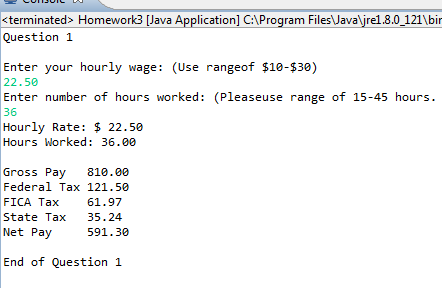 Console
<terminated> Homework3 [Java Application] C:\Program Files\Java\jre1.8.0_121\bin
Question 1
Enter your hourly wage: (Use rangeof $10-$30)
22.50
Enter number of hours worked: (Pleaseuse range of 15-45 hours.
36
Hourly Rate: $ 22.50
Hours Worked: 36.00
Gross Pay 810.00
Federal Tax 121.50
FICA Tax 61.97
State Tax 35.24
Net Pay 591.30
End of Question 1